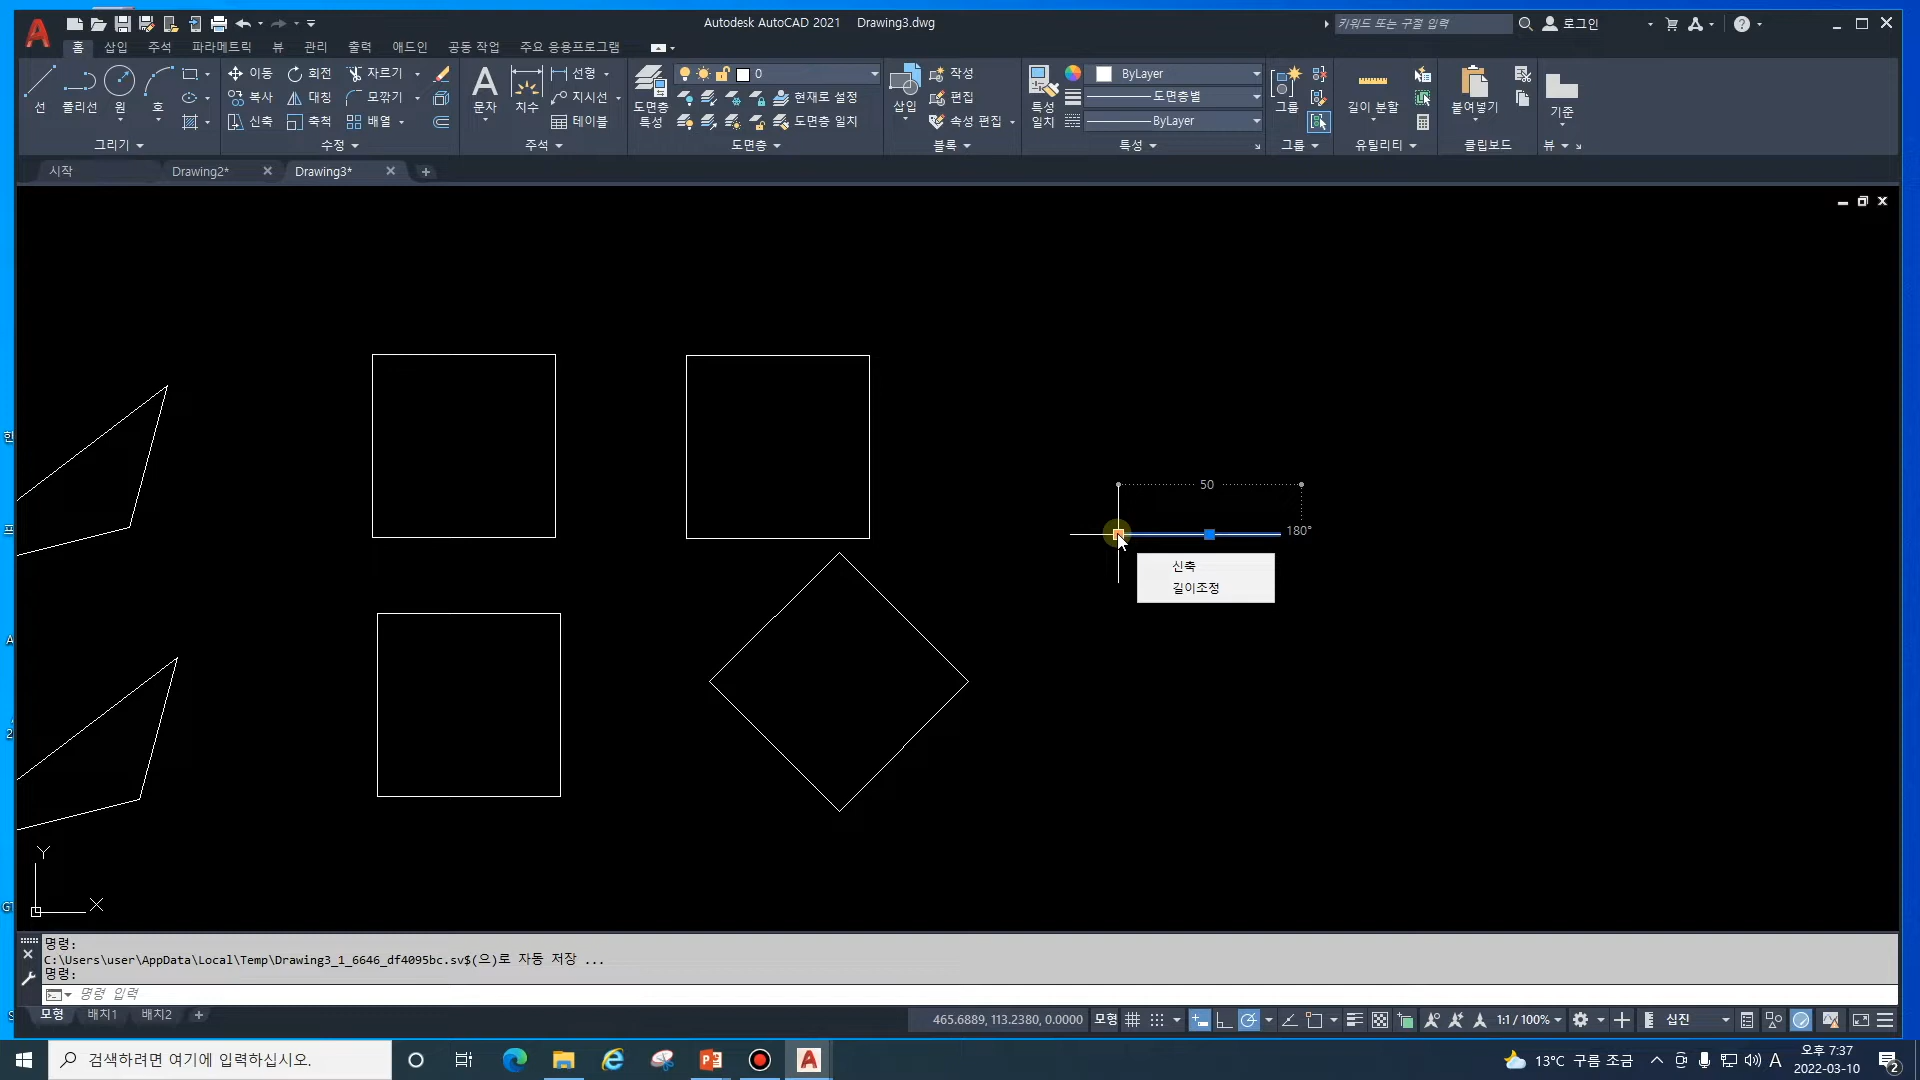 Autodesk AutoCAD 2021 Drawing3.dwg
키워드 또는 구절 입력
로그인
홈 삽입 주석 파라메트릭 뷰 관리 출력 애드인 공동 작업 주요 응용프로그램
선 폴리선 원 호
이동 회전 자르기
복사 대칭 모깎기
신축 축척 배열
문자 치수
선형
지시선
테이블
도면층 특성
0
현재로 설정
도면층 일치
삽입
작성
편집
속성 편집
특성 일치
ByLayer
도면층별
ByLayer
그룹
길이 분할
붙여넣기
기준
그리기 수정 주석 도면층 블록 특성 그룹 유틸리티 클립보드 뷰
시작 Drawing2* Drawing3*
50
180°
신축
길이조정
Y
X
명령:
C:\Users\user\AppData\Local\Temp\Drawing3_1_6646_df4095bc.sv$(으)로 자동 저장 ...
명령:
명령 입력
모형 배치1 배치2
465.6889, 113.2380, 0.0000 모형 1:1 / 100% 십진
검색하려면 여기에 입력하십시오.
13°C 구름 조금
A
오후 7:37
2022-03-10
2